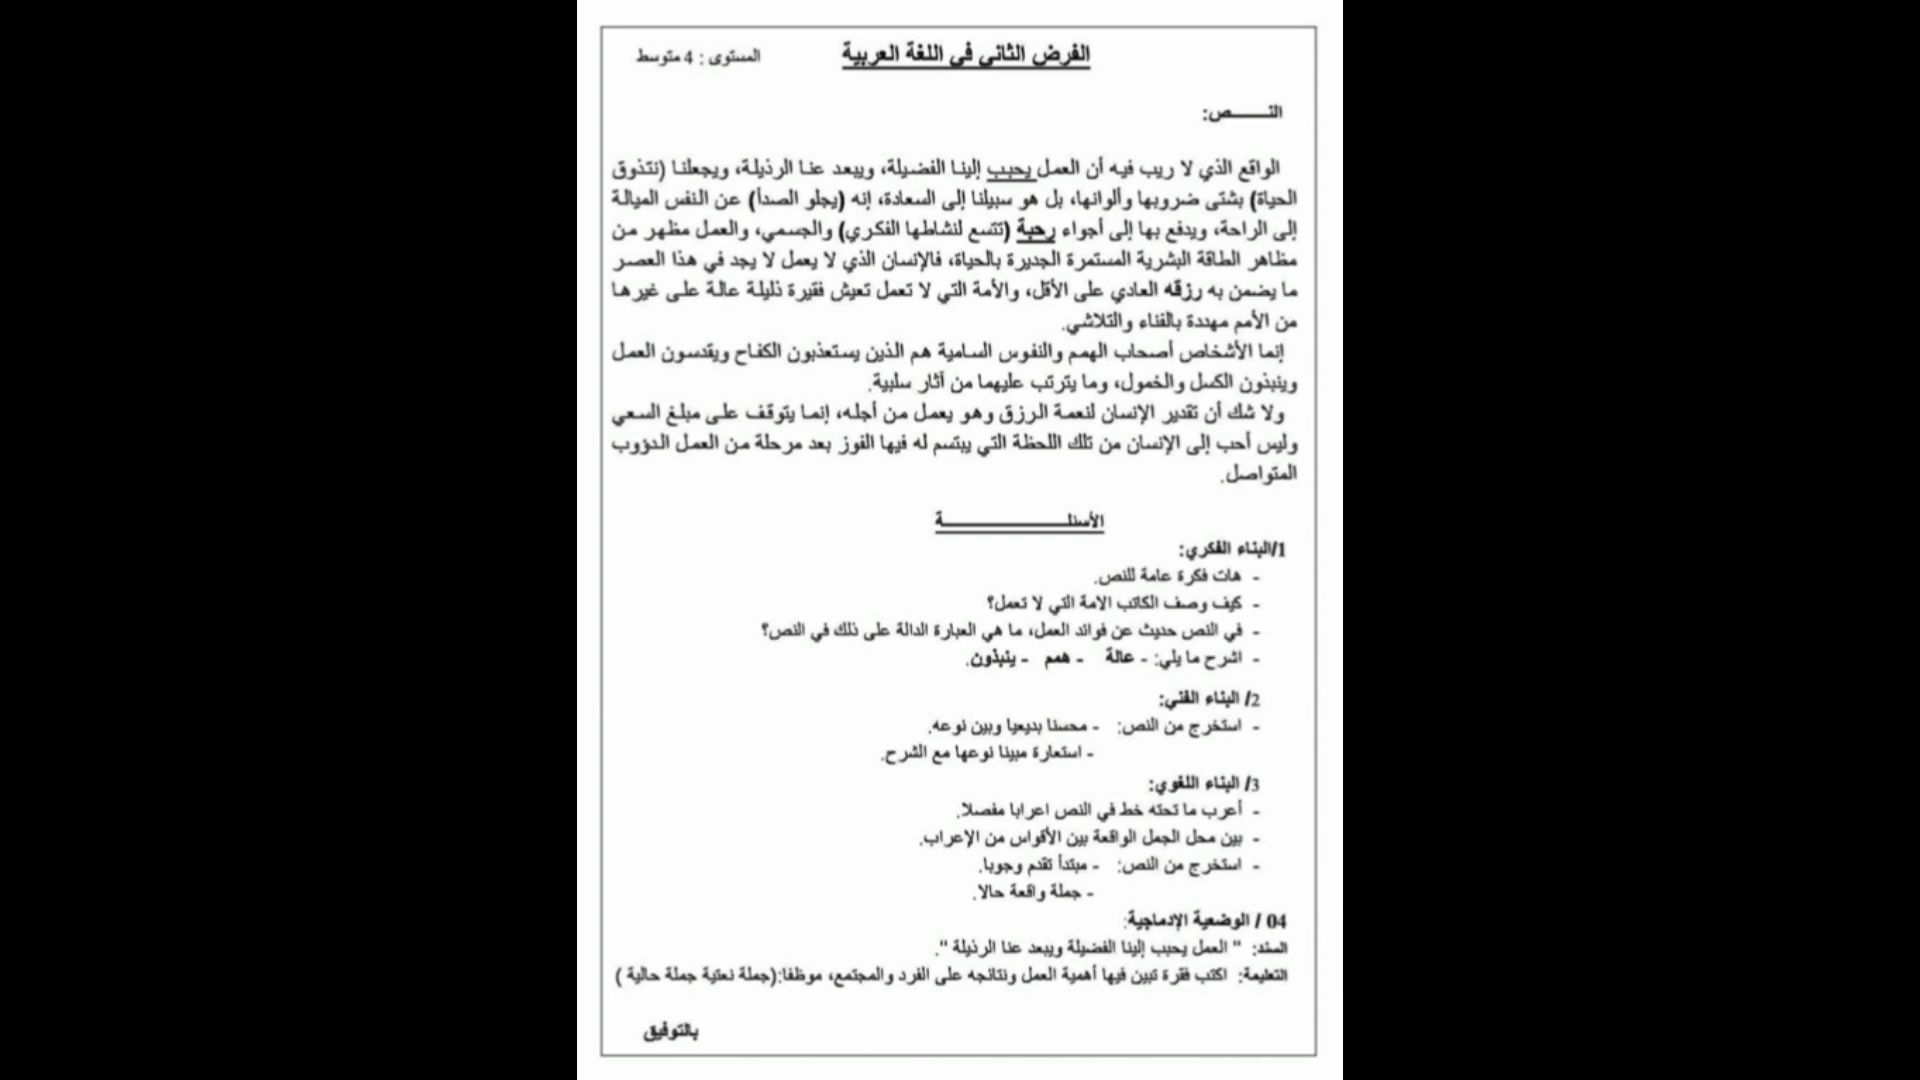 الفرض الثاني في اللغة العربية
المستوى : 4 متوسط
النـــــــص:
الواقع الذي لا ريب فيه أن العمل يحبب إلينا الفضيلة، ويبعد عنا الرذيلة، ويجعلنا (نتذوق
الحياة) بشتى ضروبها وألوانها، بل هو سبيلنا إلى السعادة، إنه (يجلو الصدأ) عن النفس الميالة
إلى الراحة، ويدفع بها إلى أجواء رحبة (تتسع لنشاطها الفكري) والجسمي، والعمل مظهر من
مظاهر الطاقة البشرية المستمرة الجديرة بالحياة، فالإنسان الذي لا يعمل لا يجد في هذا العصر
ما يضمن به رزقه العادي على الأقل، والأمة التي لا تعمل تعيش فقيرة ذليلة عالة على غيرها
من الأمم مهددة بالفناء والتلاشي.
إنما الأشخاص أصحاب الهمم والنفوس السامية هم الذين يستعذبون الكفاح ويقدسون العمل
وينبذون الكسل والخمول، وما يترتب عليهما من آثار سلبية.
ولا شك أن تقدير الإنسان لنعمة الرزق وهو يعمل من أجله، إنما يتوقف على مبلغ السعي
وليس أحب إلى الإنسان من تلك اللحظة التي يبتسم له فيها الفوز بعد مرحلة من العمل الدؤوب
المتواصل.
الأسئلـــــــــــــــة
1/البناء الفكري:
- هات فكرة عامة للنص.
- كيف وصف الكاتب الامة التي لا تعمل؟
- في النص حديث عن فوائد العمل، ما هي العبارة الدالة على ذلك في النص؟
- اشرح ما يلي: - عالة - همم - ينبذون.
2/ البناء الفني:
- استخرج من النص: - محسنا بديعيا وبين نوعه.
- استعارة مبينا نوعها مع الشرح.
3/ البناء اللغوي:
- أعرب ما تحته خط في النص اعرابا مفصلا.
- بين محل الجمل الواقعة بين الأقواس من الإعراب.
- استخرج من النص: - مبتدأ تقدم وجوبا.
- جملة واقعة حالا.
04 / الوضعية الإدماجية:
السند: " العمل يحبب إلينا الفضيلة ويبعد عنا الرذيلة ".
التعليمة: اكتب فقرة تبين فيها أهمية العمل ونتائجه على الفرد والمجتمع، موظفا:(جملة نعتية جملة حالية )
بالتوفيق